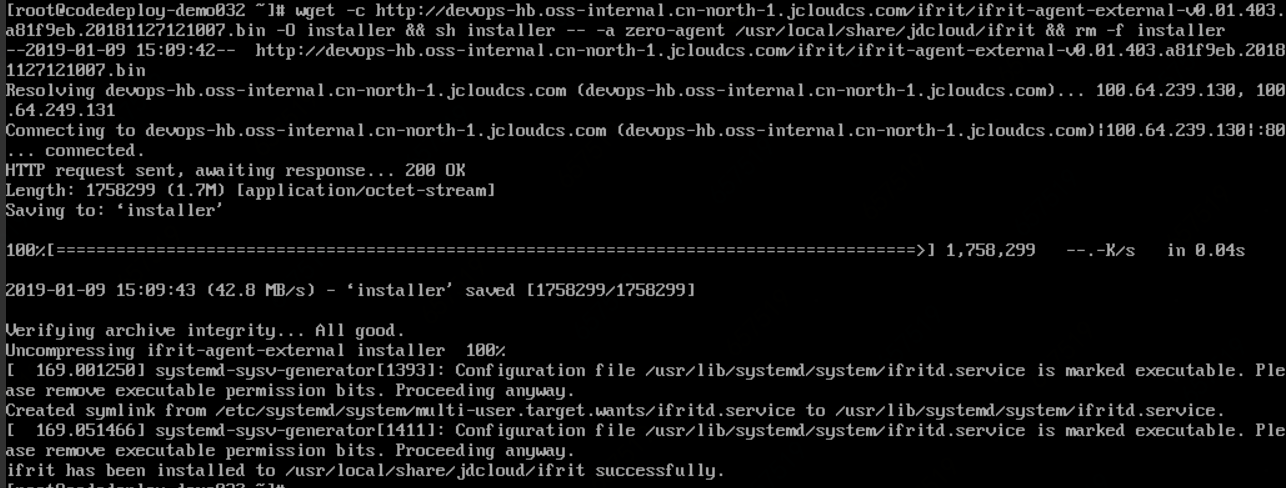 [root@codedeploy-demo032 ~]# wget -c http://devops-hb.oss-internal.cn-north-1.jcloudcs.com/ifrit/ifrit-agent-external-v0.01.403.
a81f9eb.20181127121007.bin -O installer && sh installer -- -a zero-agent /usr/local/share/jdcloud/ifrit && rm -f installer
--2019-01-09 15:09:42--  http://devops-hb.oss-internal.cn-north-1.jcloudcs.com/ifrit/ifrit-agent-external-v0.01.403.a81f9eb.2018
1127121007.bin
Resolving devops-hb.oss-internal.cn-north-1.jcloudcs.com (devops-hb.oss-internal.cn-north-1.jcloudcs.com)... 100.64.239.130, 100
.64.249.131
Connecting to devops-hb.oss-internal.cn-north-1.jcloudcs.com (devops-hb.oss-internal.cn-north-1.jcloudcs.com)|100.64.239.130|:80
... connected.
HTTP request sent, awaiting response... 200 OK
Length: 1758299 (1.7M) [application/octet-stream]
Saving to: ‘installer’
100%[======================================================================================>] 1,758,299   --.-K/s   in 0.04s
2019-01-09 15:09:43 (42.8 MB/s) - ‘installer’ saved [1758299/1758299]
Verifying archive integrity... All good.
Uncompressing ifrit-agent-external installer  100%
[  169.001250] systemd-sysv-generator[1393]: Configuration file /usr/lib/systemd/system/ifritd.service is marked executable. Ple
ase remove executable permission bits. Proceeding anyway.
Created symlink from /etc/systemd/system/multi-user.target.wants/ifritd.service to /usr/lib/systemd/system/ifritd.service.
[  169.051466] systemd-sysv-generator[1411]: Configuration file /usr/lib/systemd/system/ifritd.service is marked executable. Ple
ase remove executable permission bits. Proceeding anyway.
ifrit has been installed to /usr/local/share/jdcloud/ifrit successfully.
[root@codedeploy-demo032 ~]#